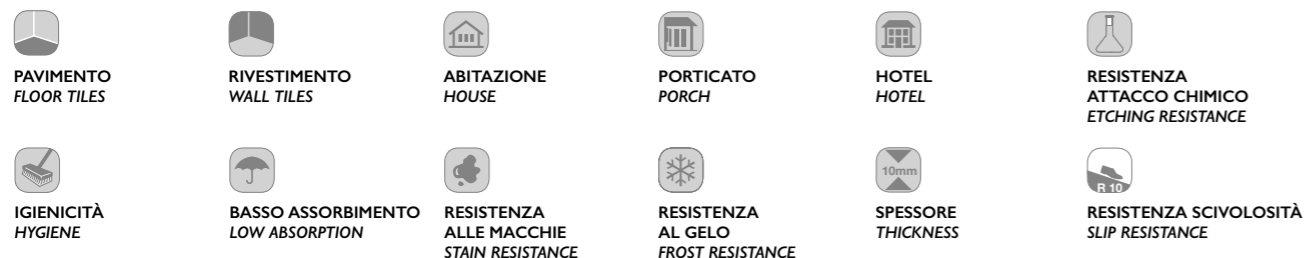 PAVIMENTO
FLOOR TILES
RIVESTIMENTO
WALL TILES
ABITAZIONE
HOUSE
PORTICATO
PORCH
HOTEL
HOTEL
RESISTENZA
ATTACCO CHIMICO
ETCHING RESISTANCE
IGIENICITÀ
HYGIENE
BASSO ASSORBIMENTO
LOW ABSORPTION
RESISTENZA
ALLE MACCHIE
STAIN RESISTANCE
RESISTENZA
AL GELO
FROST RESISTANCE
10mm
SPESSORE
THICKNESS
R 10
RESISTENZA SCIVOLOSITÀ
SLIP RESISTANCE